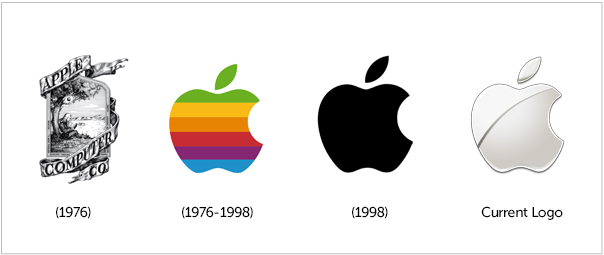 APPLE
COMPUTER
CO.
(1976)
(1976-1998)
(1998)
Current Logo